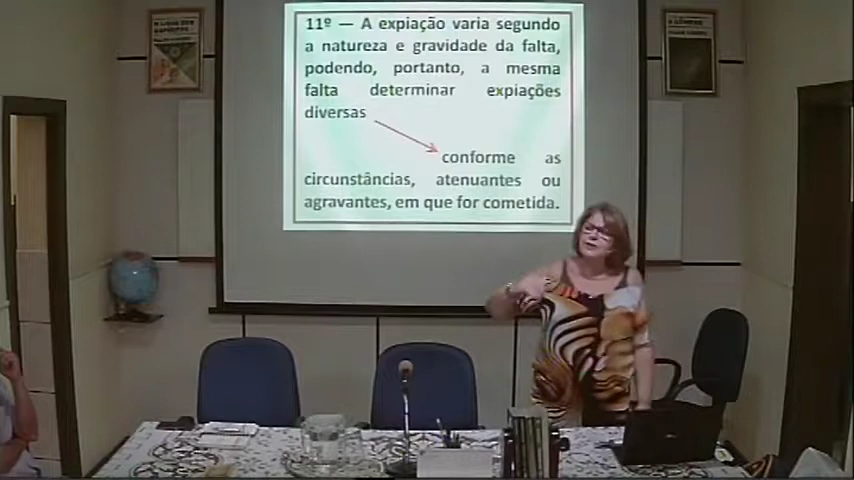 11º — A expiação varia segundo
a natureza e gravidade da falta,
podendo, portanto, a mesma
falta determinar expiações
diversas
conforme as
circunstâncias, atenuantes ou
agravantes, em que for cometida.